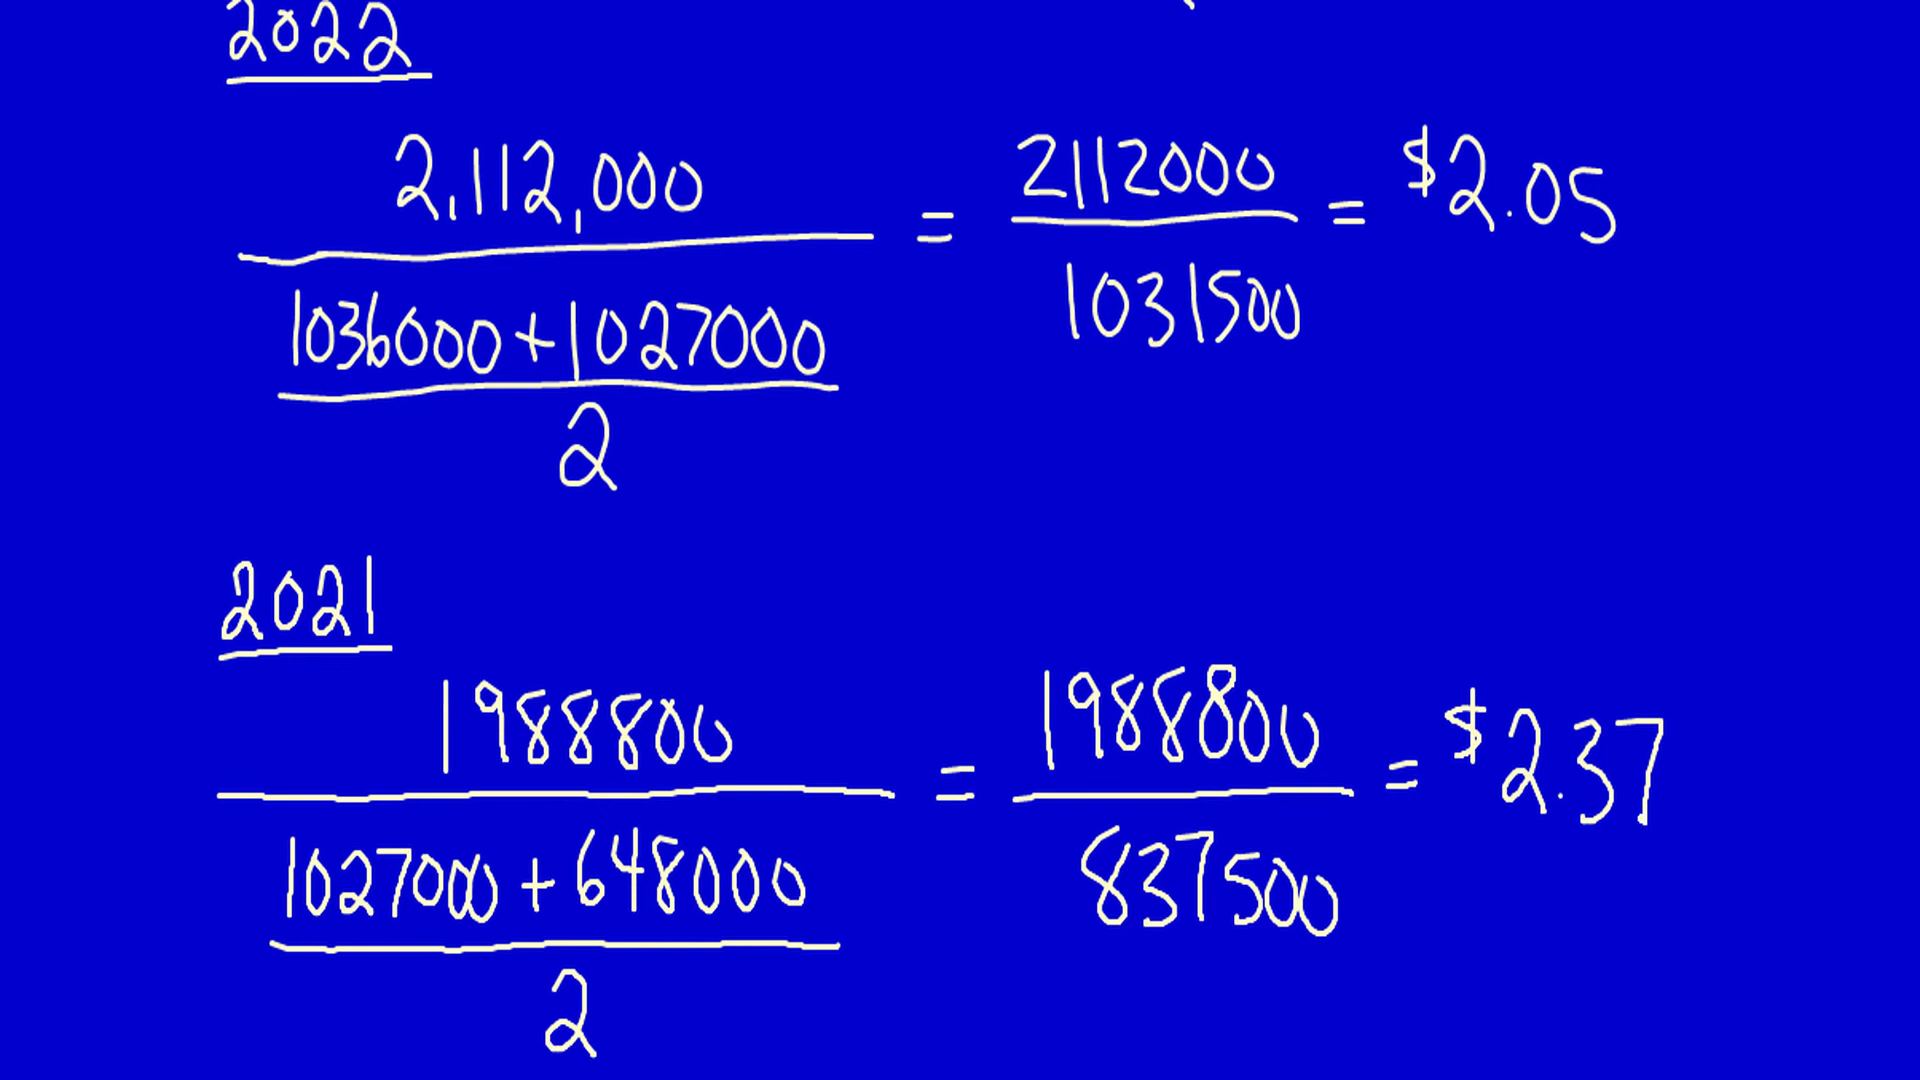 2022
2,112,000 = 2112000 = $2.05
1036000+1027000 1031500
2
2021
1988800 = 1988800 = $2.37
1027000 + 648000 837500
2